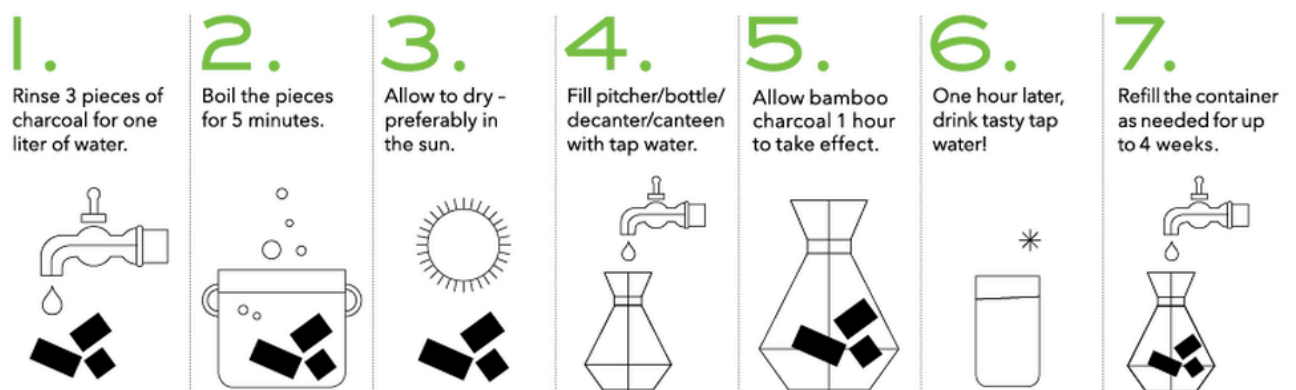 1.
Rinse 3 pieces of
charcoal for one
liter of water.
2.
Boil the pieces
for 5 minutes.
3.
Allow to dry –
preferably in
the sun.
4.
Fill pitcher/bottle/
decanter/canteen
with tap water.
5.
Allow bamboo
charcoal 1 hour
to take effect.
6.
One hour later,
drink tasty tap
water!
7.
Refill the container
as needed for up
to 4 weeks.